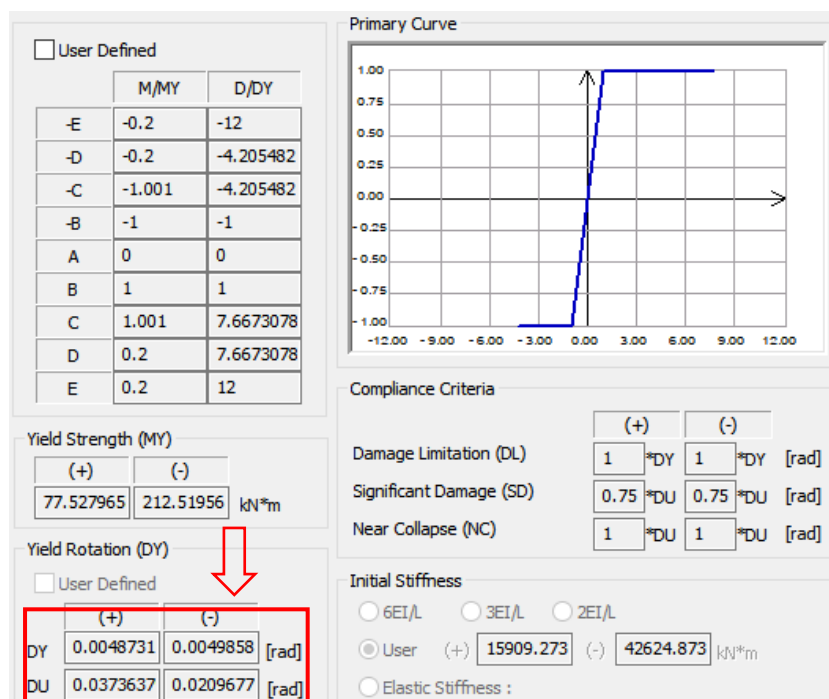 User Defined
M/MY D/DY
-E -0.2 -12
-D -0.2 -4.205482
-C -1.001 -4.205482
-B -1 -1
A 0 0
B 1 1
C 1.001 7.6673078
D 0.2 7.6673078
E 0.2 12
Yield Strength (MY)
(+) (-)
77.527965 212.51956 kN*m
Yield Rotation (DY)
User Defined
(+) (-)
DY 0.0048731 0.0049858 [rad]
DU 0.0373637 0.0209677 [rad]
Primary Curve
1.00
0.75
0.50
0.25
0.00
-0.25
-0.50
-0.75
-1.00
-12.00 -9.00 -6.00 -3.00 0.00 3.00 6.00 9.00 12.00
Compliance Criteria
(+) (-)
Damage Limitation (DL) 1 *DY 1 *DY [rad]
Significant Damage (SD) 0.75 *DU 0.75 *DU [rad]
Near Collapse (NC) 1 *DU 1 *DU [rad]
Initial Stiffness
6EI/L 3EI/L 2EI/L
User (+) 15909.273 (-) 42624.873 kN*m
Elastic Stiffness :